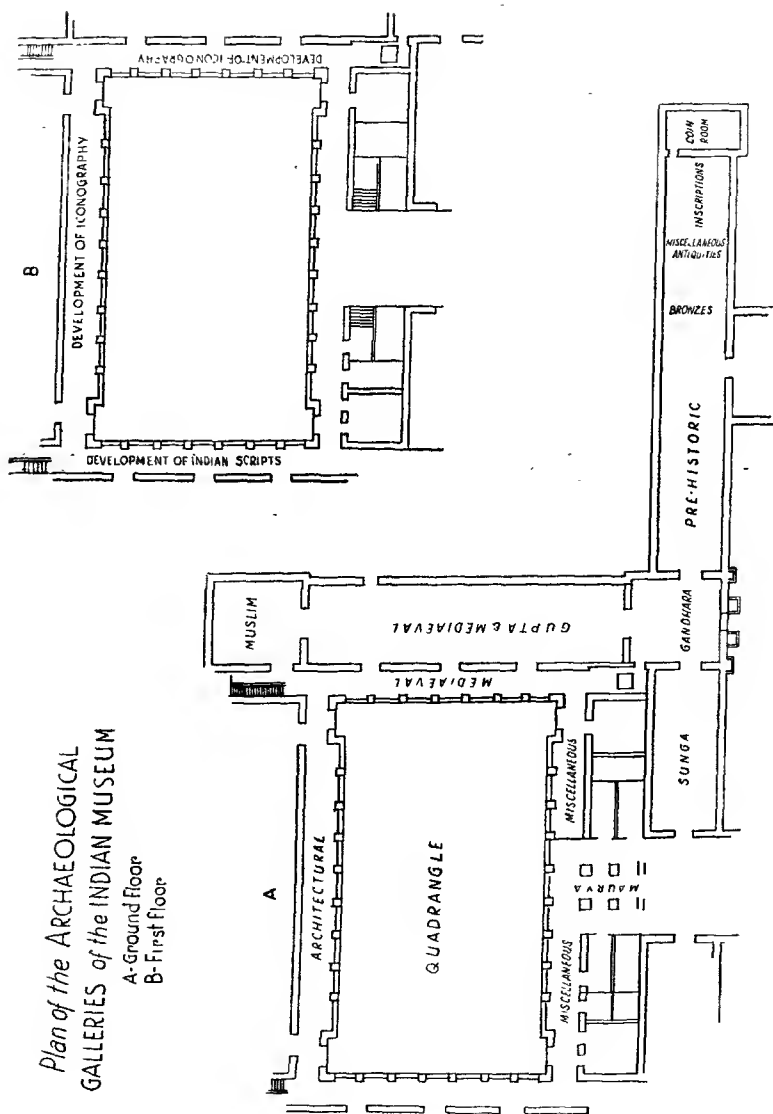 Plan of the ARCHAEOLOGICAL
GALLERIES of the INDIAN MUSEUM
A-Ground Floor
B-First Floor
B
DEVELOPMENT OF ICONOGRAPHY
DEVELOPMENT OF ICONOGRAPHY
DEVELOPMENT OF INDIAN SCRIPTS
A
ARCHITECTURAL
QUADRANGLE
MUSLIM
GUPTA & MEDIAEVAL
MEDIAEVAL
MISCELLANEOUS
MISCELLANEOUS
MAURYA
SUNGA
GANDHARA
PRE-HISTORIC
BRONZES
MISCELLANEOUS
ANTIQUITIES
INSCRIPTIONS
COIN
ROOM